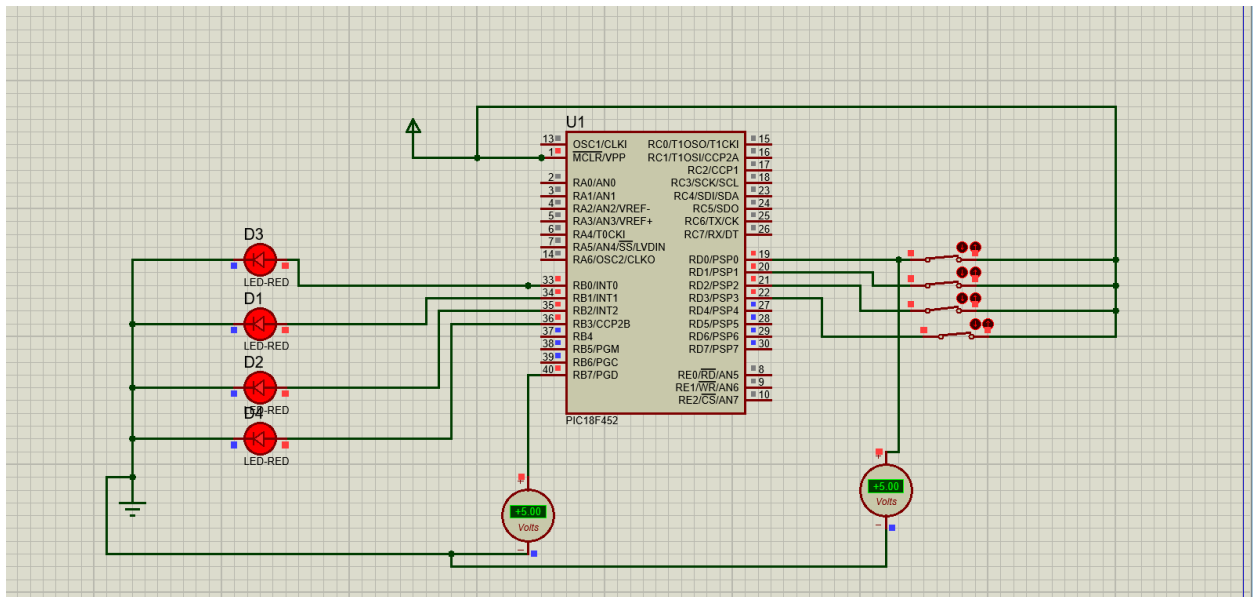 U1
13 OSC1/CLKI RC0/T1OSO/T1CKI 15
1 MCLR/VPP RC1/T1OSI/CCP2A 16
RC2/CCP1 17
2 RA0/AN0 RC3/SCK/SCL 18
3 RA1/AN1 RC4/SDI/SDA 23
4 RA2/AN2/VREF- RC5/SDO 24
5 RA3/AN3/VREF+ RC6/TX/CK 25
6 RA4/T0CKI RC7/RX/DT 26
7 RA5/AN4/SS/LVDIN
14 RA6/OSC2/CLKO RD0/PSP0 19
RD1/PSP1 20
33 RB0/INT0 RD2/PSP2 21
34 RB1/INT1 RD3/PSP3 22
35 RB2/INT2 RD4/PSP4 27
36 RB3/CCP2B RD5/PSP5 28
37 RB4 RD6/PSP6 29
38 RB5/PGM RD7/PSP7 30
39 RB6/PGC
40 RB7/PGD RE0/RD/AN5 8
RE1/WR/AN6 9
RE2/CS/AN7 10
PIC18F452
D3
LED-RED
D1
LED-RED
D2
LED-RED
D4
LED-RED
+
+5.00
Volts
−
+
+5.00
Volts
−